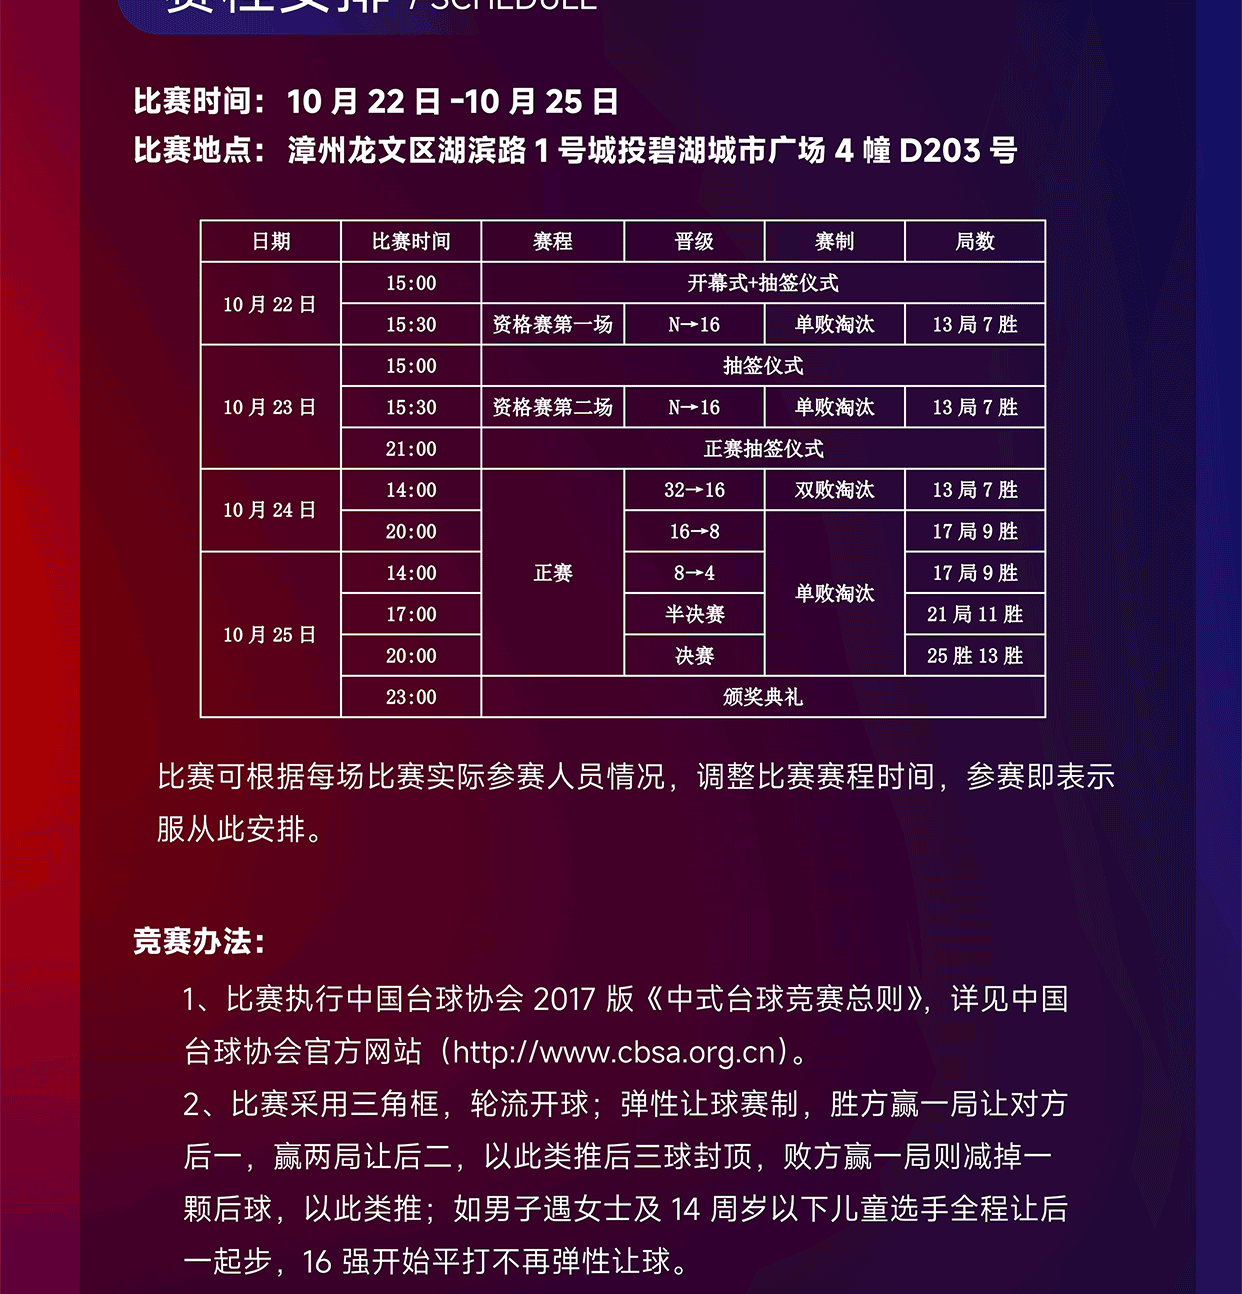 赛程安排 / SCHEDULE
比赛时间： 10 月 22 日 -10 月 25 日
比赛地点： 漳州龙文区湖滨路 1 号城投碧湖城市广场 4 幢 D203 号
日期 比赛时间 赛程 晋级 赛制 局数
10 月 22 日 15:00 开幕式+抽签仪式
15:30 资格赛第一场 N→16 单败淘汰 13 局 7 胜
10 月 23 日 15:00 抽签仪式
15:30 资格赛第二场 N→16 单败淘汰 13 局 7 胜
21:00 正赛抽签仪式
10 月 24 日 14:00 正赛 32→16 双败淘汰 13 局 7 胜
20:00 16→8 单败淘汰 17 局 9 胜
10 月 25 日 14:00 8→4 17 局 9 胜
17:00 半决赛 21 局 11 胜
20:00 决赛 25 胜 13 胜
23:00 颁奖典礼
比赛可根据每场比赛实际参赛人员情况，调整比赛赛程时间，参赛即表示
服从此安排。
竞赛办法：
1、比赛执行中国台球协会 2017 版《中式台球竞赛总则》，详见中国
台球协会官方网站（http://www.cbsa.org.cn）。
2、比赛采用三角框，轮流开球；弹性让球赛制，胜方赢一局让对方
后一，赢两局让后二，以此类推后三球封顶，败方赢一局则减掉一
颗后球，以此类推；如男子遇女士及 14 周岁以下儿童选手全程让后
一起步，16 强开始平打不再弹性让球。